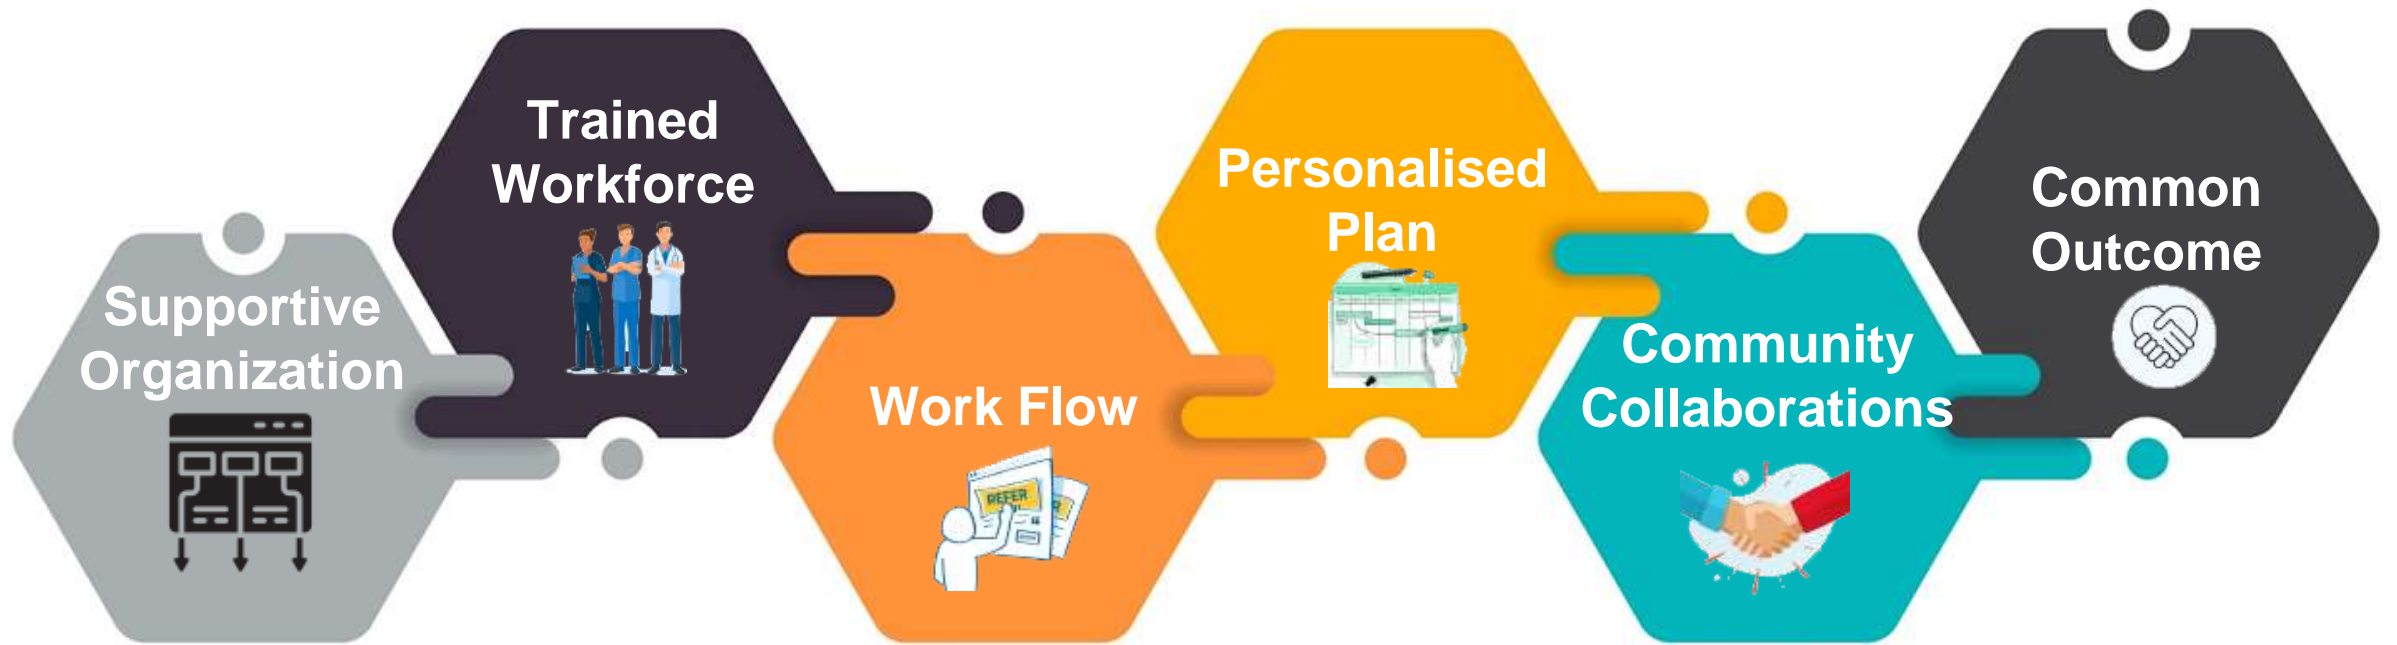 Supportive
Organization
Trained
Workforce
Work Flow
REFER
Personalised
Plan
Community
Collaborations
Common
Outcome